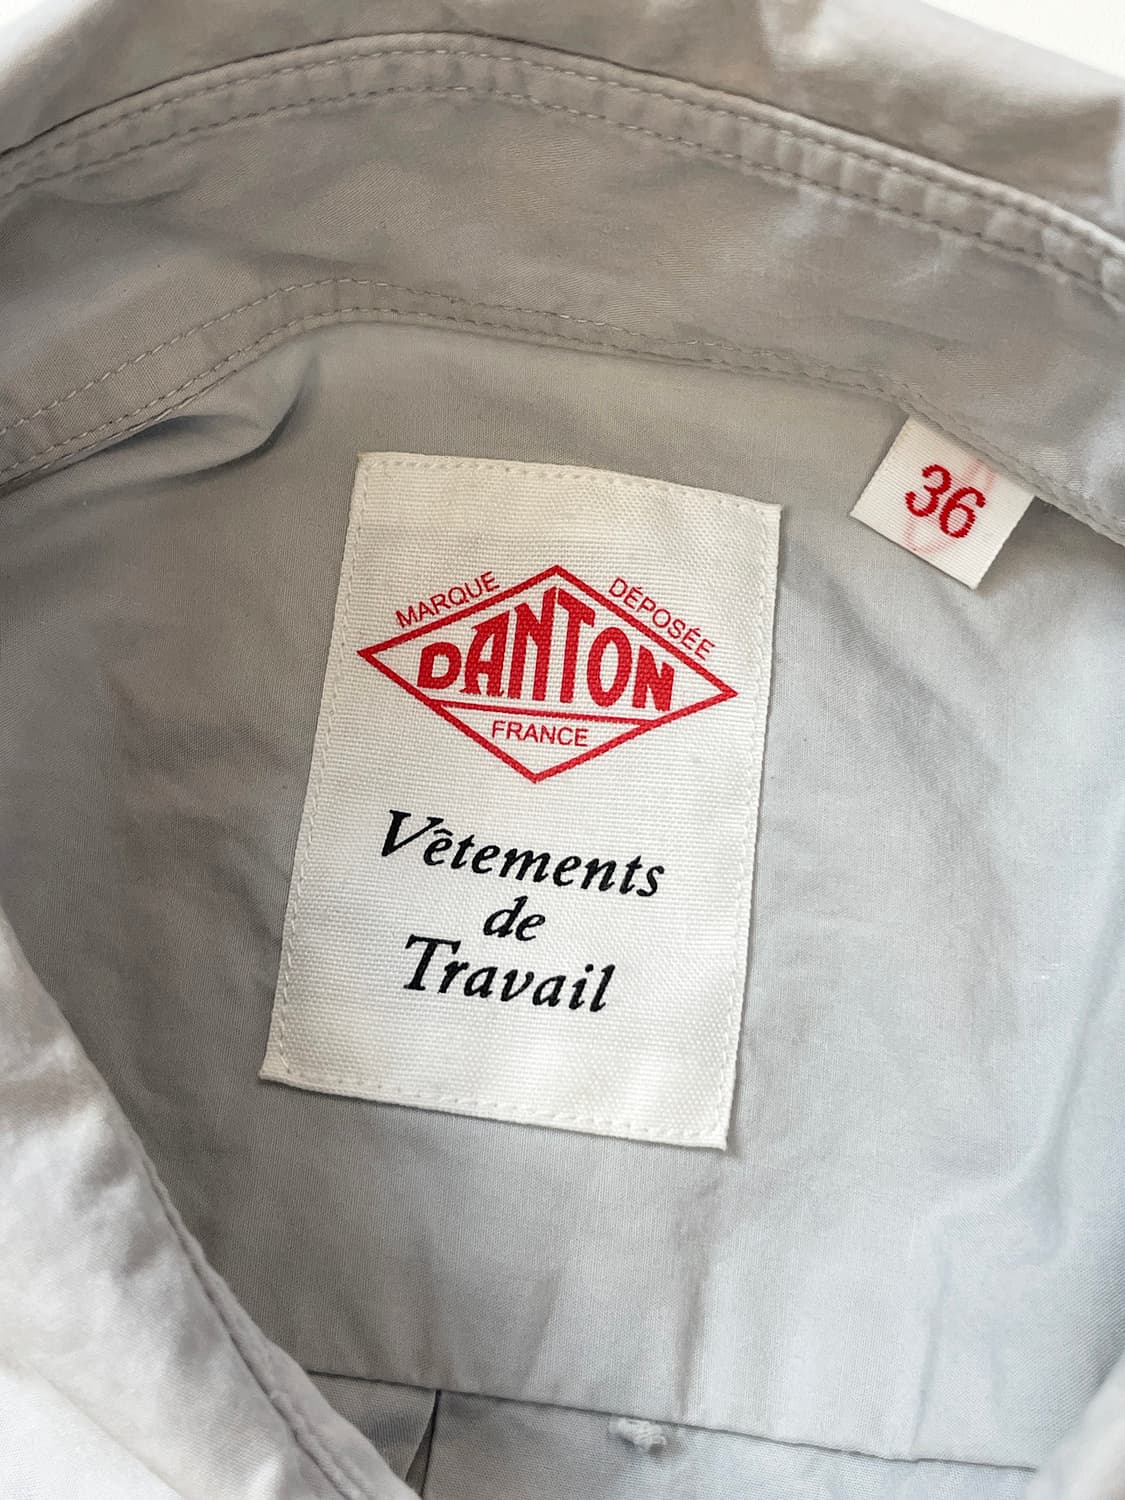 36
MARQUE DÉPOSÉE
DANTON
FRANCE
Vêtements
de
Travail